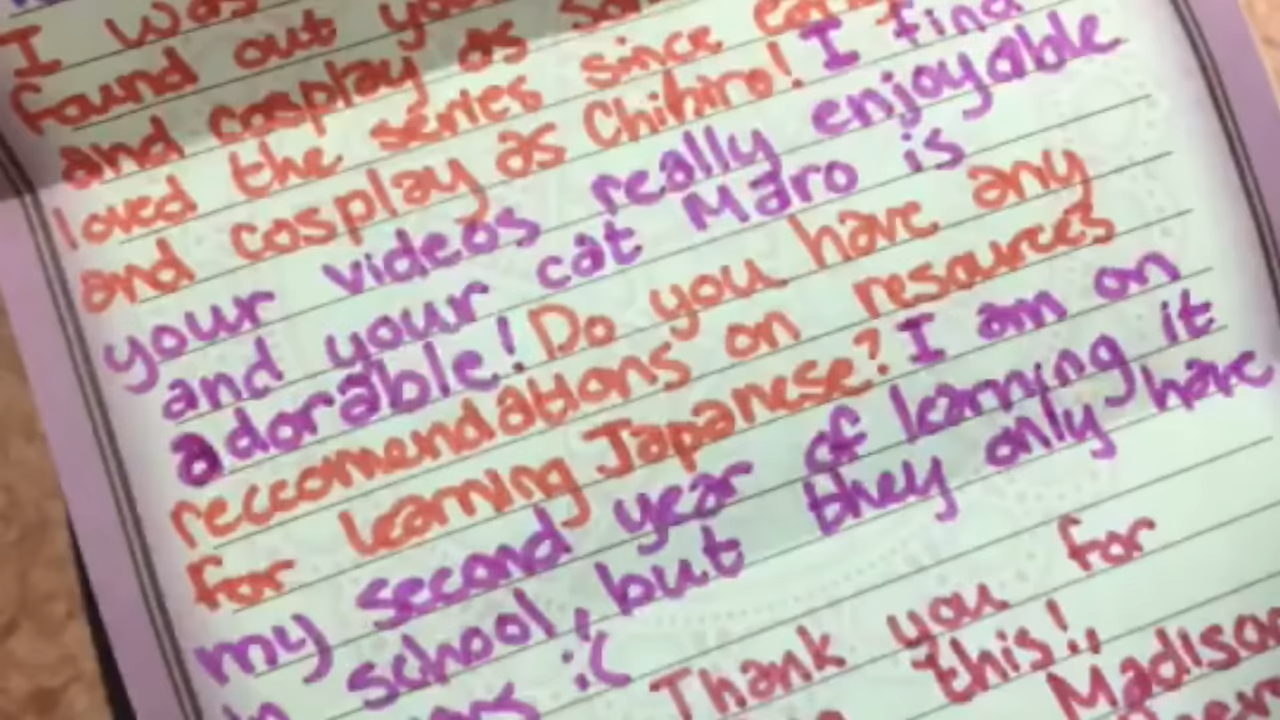 I was
found out you
and cosplay as
loved the series since
and cosplay as Chihiro! I find
your videos really enjoyable
and your cat Maro is
adorable! Do you have any
reccomendations on resources
for learning Japanese? I am on
my second year of learning it
in school, but they only have
:(
Thank you for
this!,
Madison